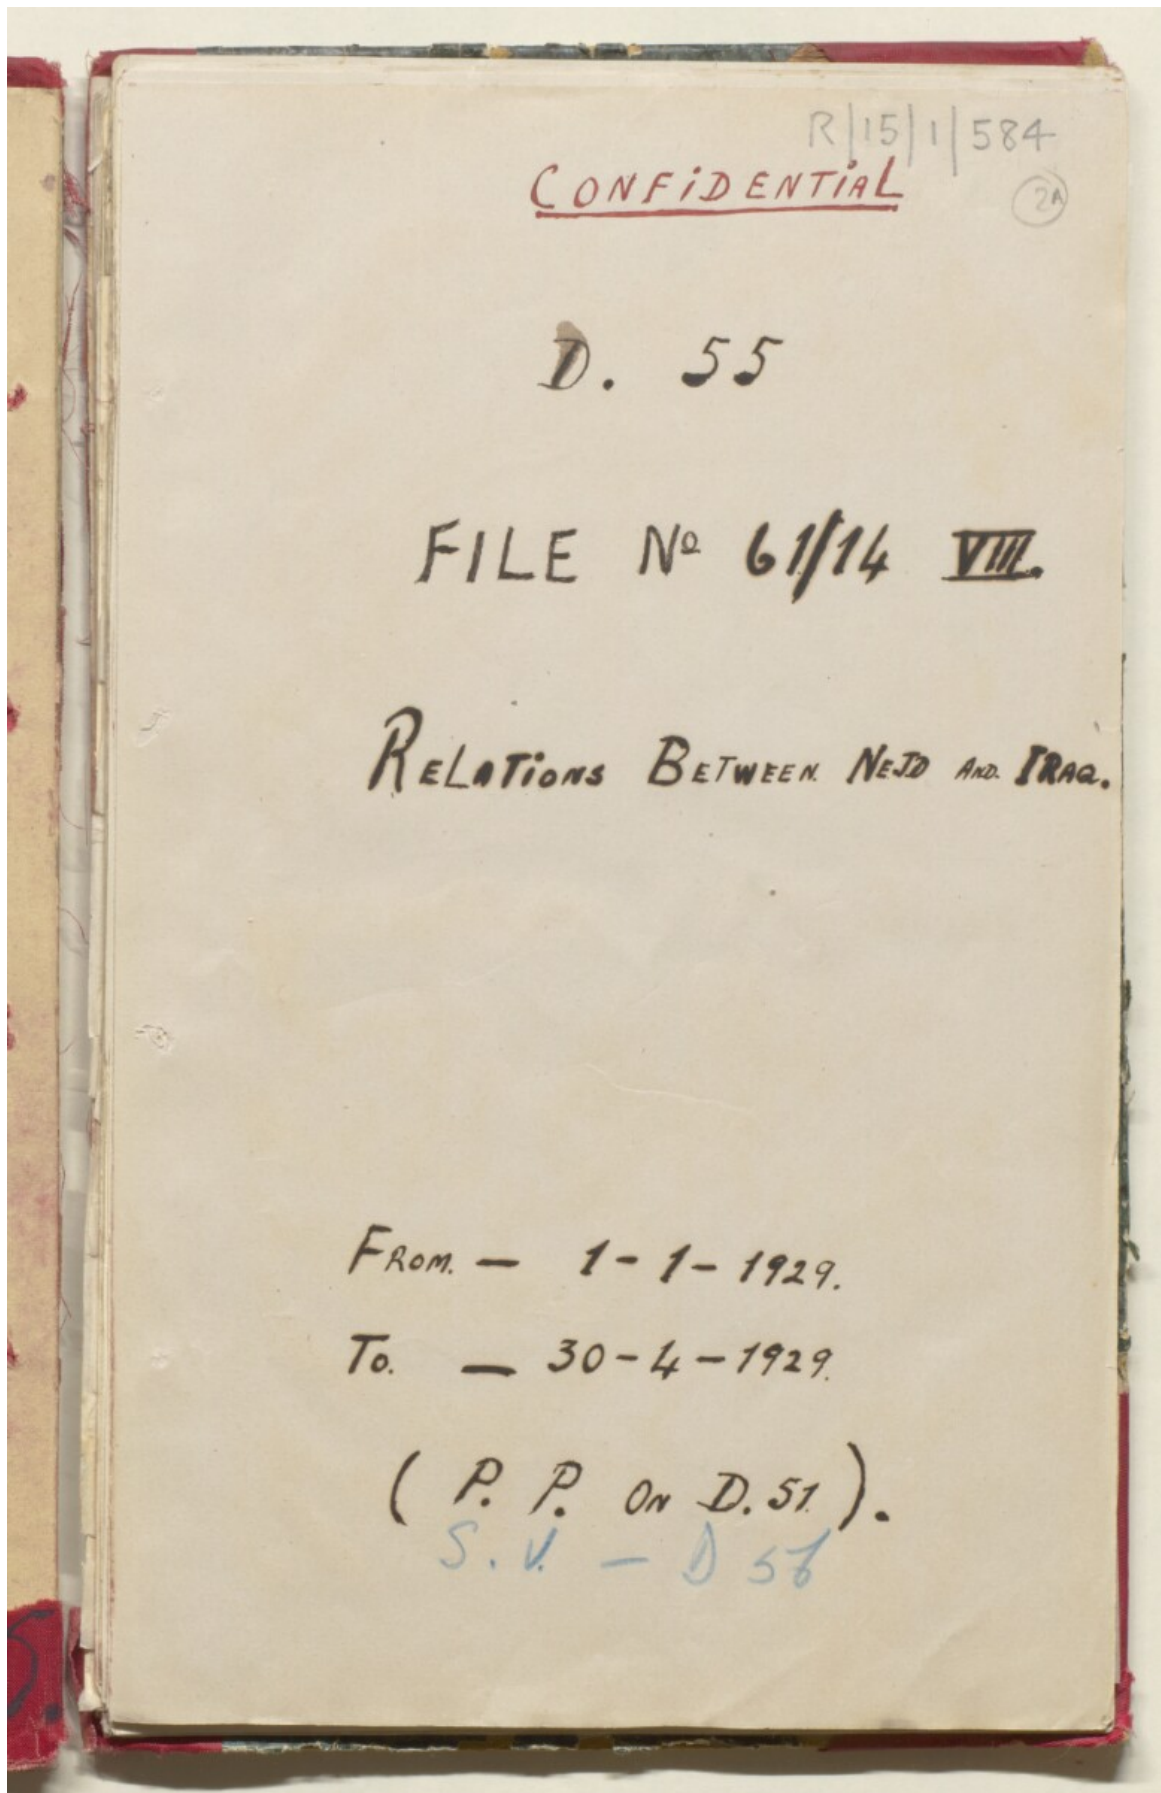 R/15/1/584
CONFIDENTIAL
2A
D. 55
FILE Nº 61/14 VIII.
RELATIONS BETWEEN NEJD AND IRAQ.
FROM. - 1-1-1929.
TO. - 30-4-1929.
( P. P. ON D. 51. ).
S. V. - D 56
5.